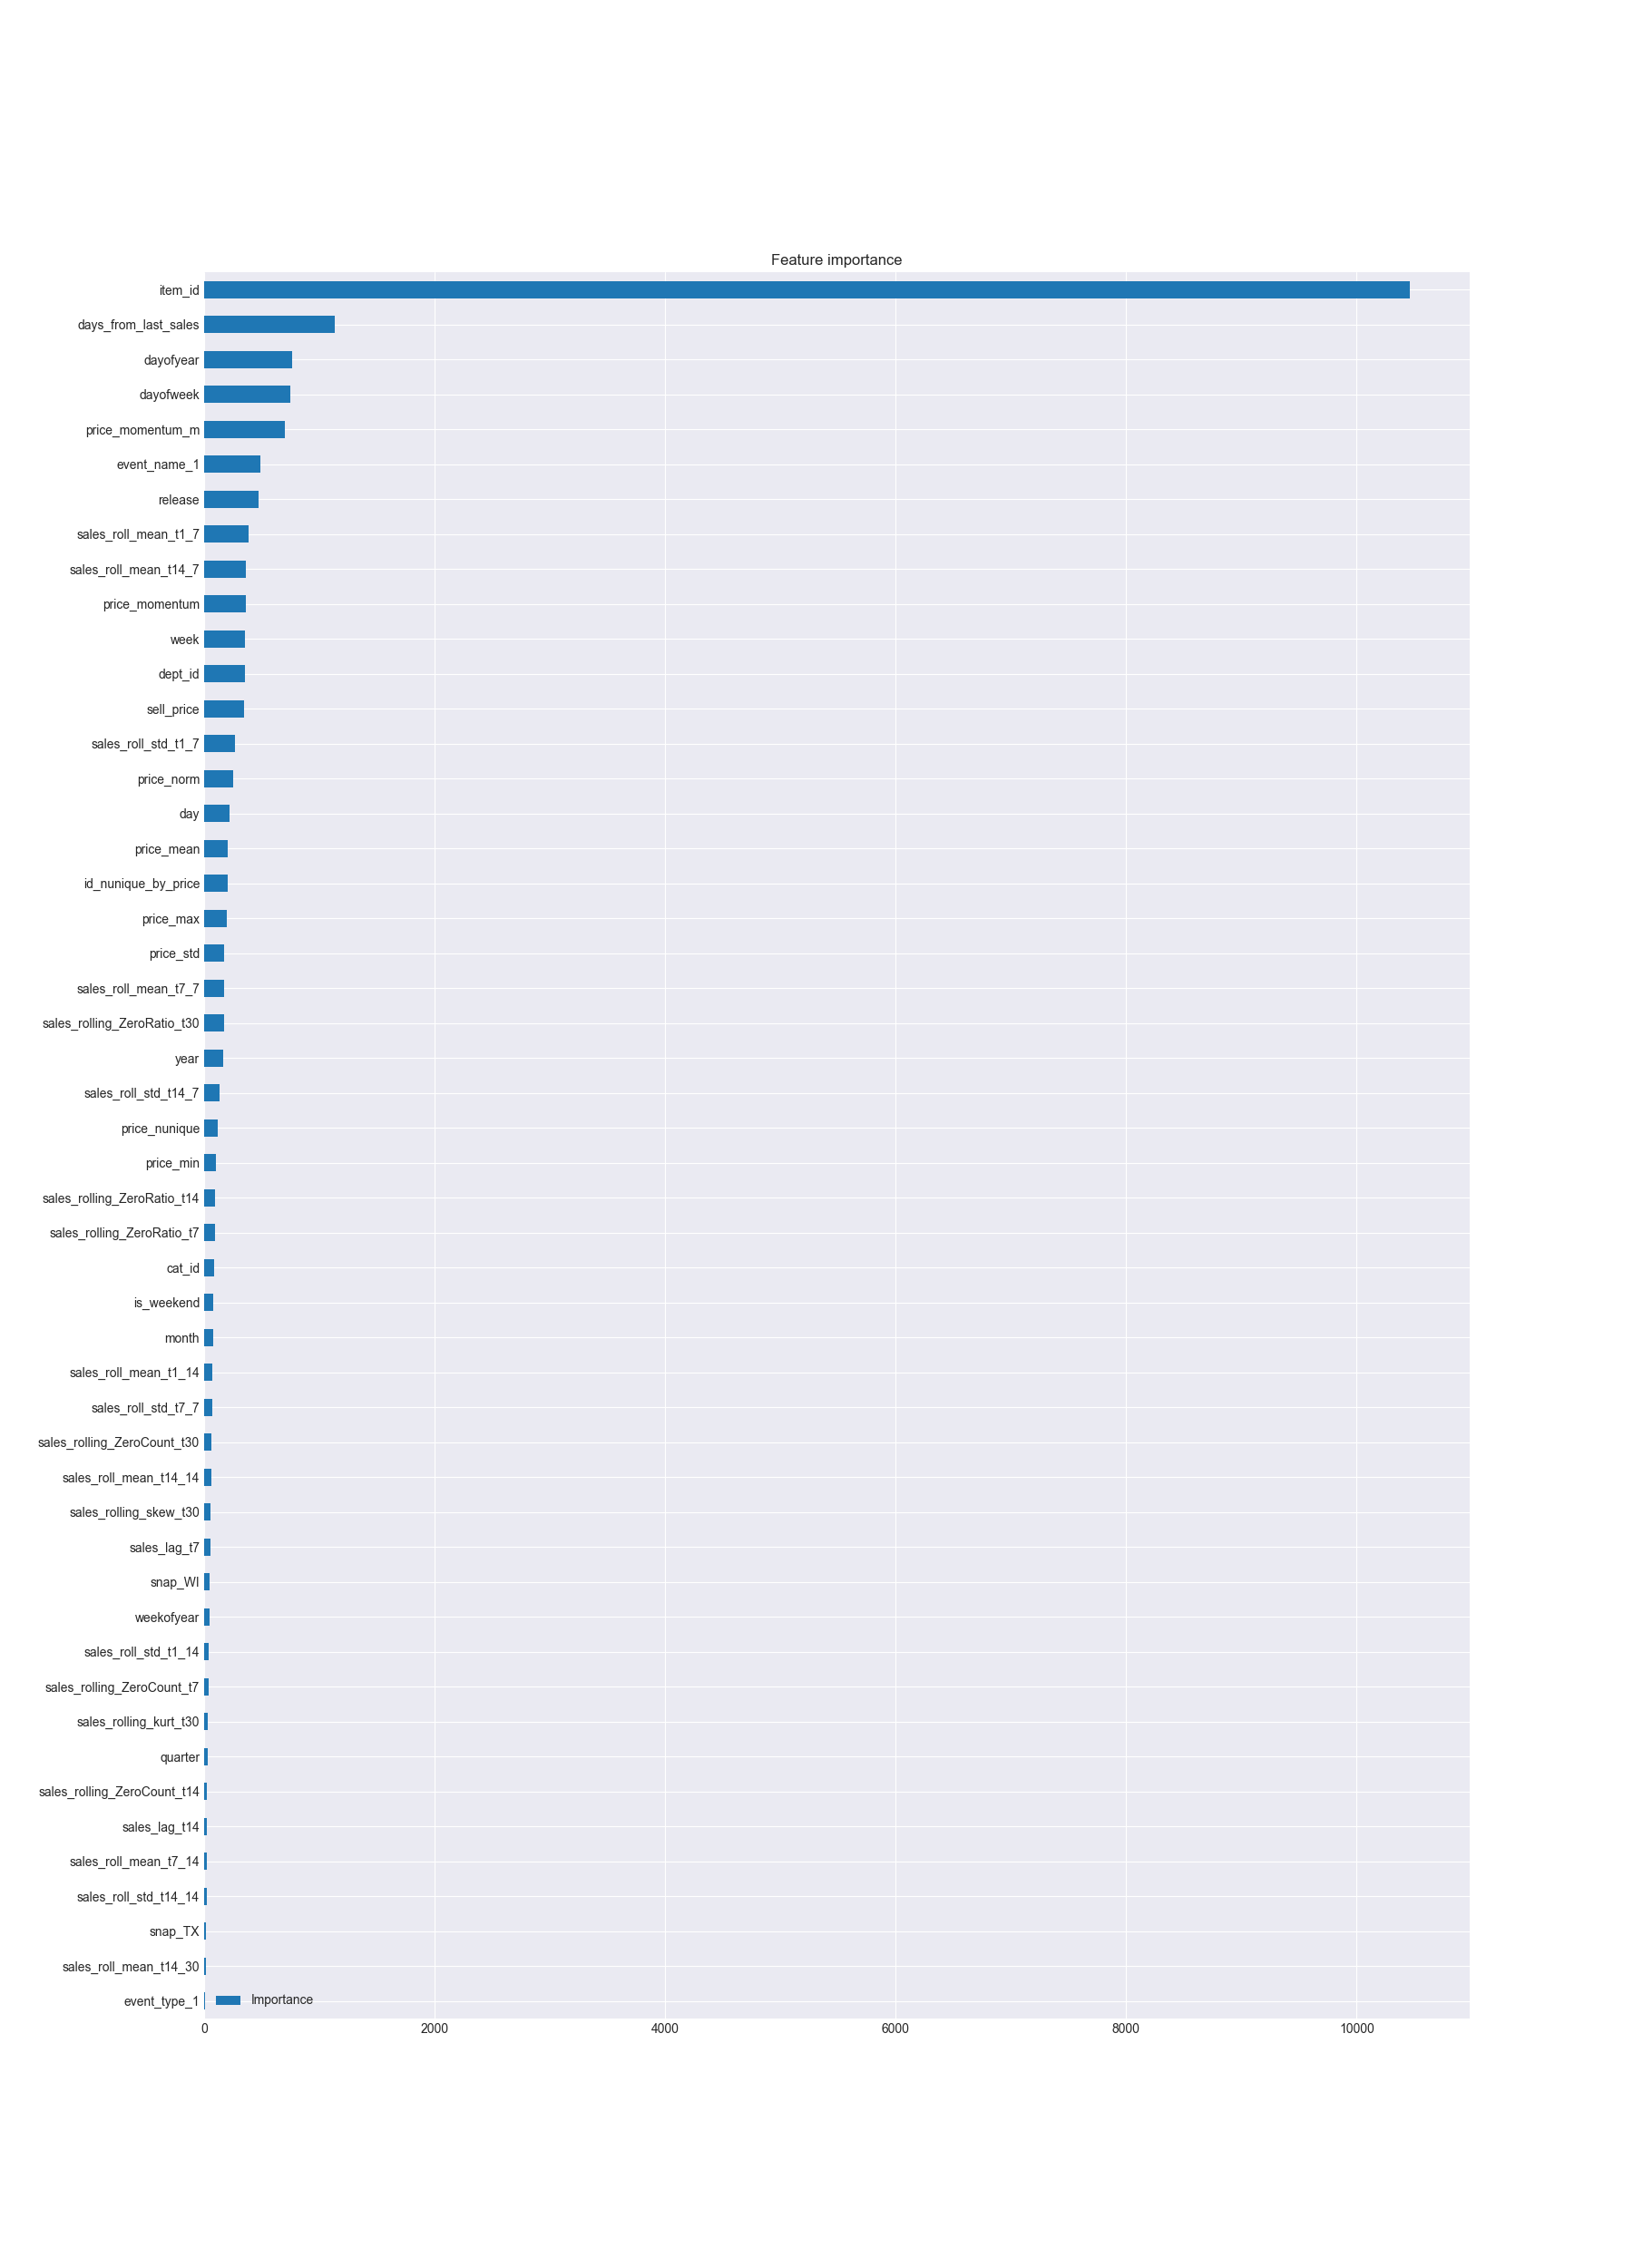 Feature importance
item_id
days_from_last_sales
dayofyear
dayofweek
price_momentum_m
event_name_1
release
sales_roll_mean_t1_7
sales_roll_mean_t14_7
price_momentum
week
dept_id
sell_price
sales_roll_std_t1_7
price_norm
day
price_mean
id_nunique_by_price
price_max
price_std
sales_roll_mean_t7_7
sales_rolling_ZeroRatio_t30
year
sales_roll_std_t14_7
price_nunique
price_min
sales_rolling_ZeroRatio_t14
sales_rolling_ZeroRatio_t7
cat_id
is_weekend
month
sales_roll_mean_t1_14
sales_roll_std_t7_7
sales_rolling_ZeroCount_t30
sales_roll_mean_t14_14
sales_rolling_skew_t30
sales_lag_t7
snap_WI
weekofyear
sales_roll_std_t1_14
sales_rolling_ZeroCount_t7
sales_rolling_kurt_t30
quarter
sales_rolling_ZeroCount_t14
sales_lag_t14
sales_roll_mean_t7_14
sales_roll_std_t14_14
snap_TX
sales_roll_mean_t14_30
event_type_1
Importance
0 2000 4000 6000 8000 10000